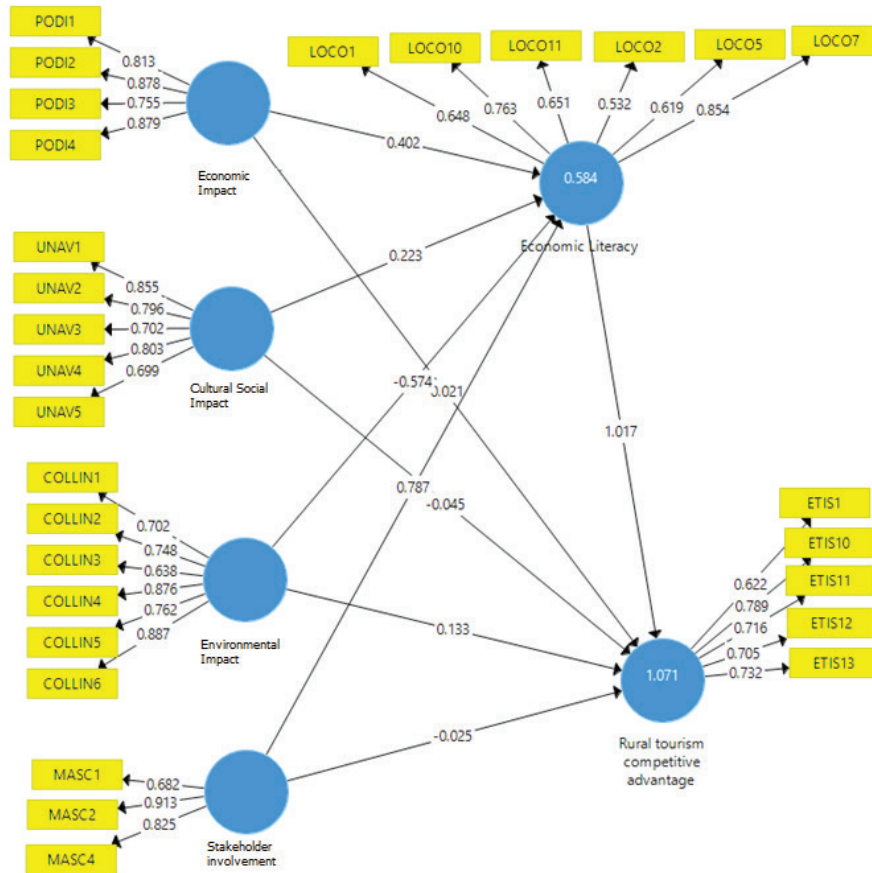 PODI1
PODI2
PODI3
PODI4
0.813
0.878
0.755
0.879
Economic
Impact
LOCO1
LOCO10
LOCO11
LOCO2
LOCO5
LOCO7
0.648
0.763
0.651
0.532
0.619
0.854
0.402
0.584
Economic Literacy
UNAV1
UNAV2
UNAV3
UNAV4
UNAV5
0.855
0.796
0.702
0.803
0.699
Cultural Social
Impact
0.223
-0.574
0.021
1.017
0.787
-0.045
COLLIN1
COLLIN2
COLLIN3
COLLIN4
COLLIN5
COLLIN6
0.702
0.748
0.638
0.876
0.762
0.887
Environmental
Impact
0.133
ETIS1
ETIS10
ETIS11
ETIS12
ETIS13
0.622
0.789
0.716
0.705
0.732
1.071
Rural tourism
competitive
advantage
-0.025
MASC1
MASC2
MASC4
0.682
0.913
0.825
Stakeholder
involvement